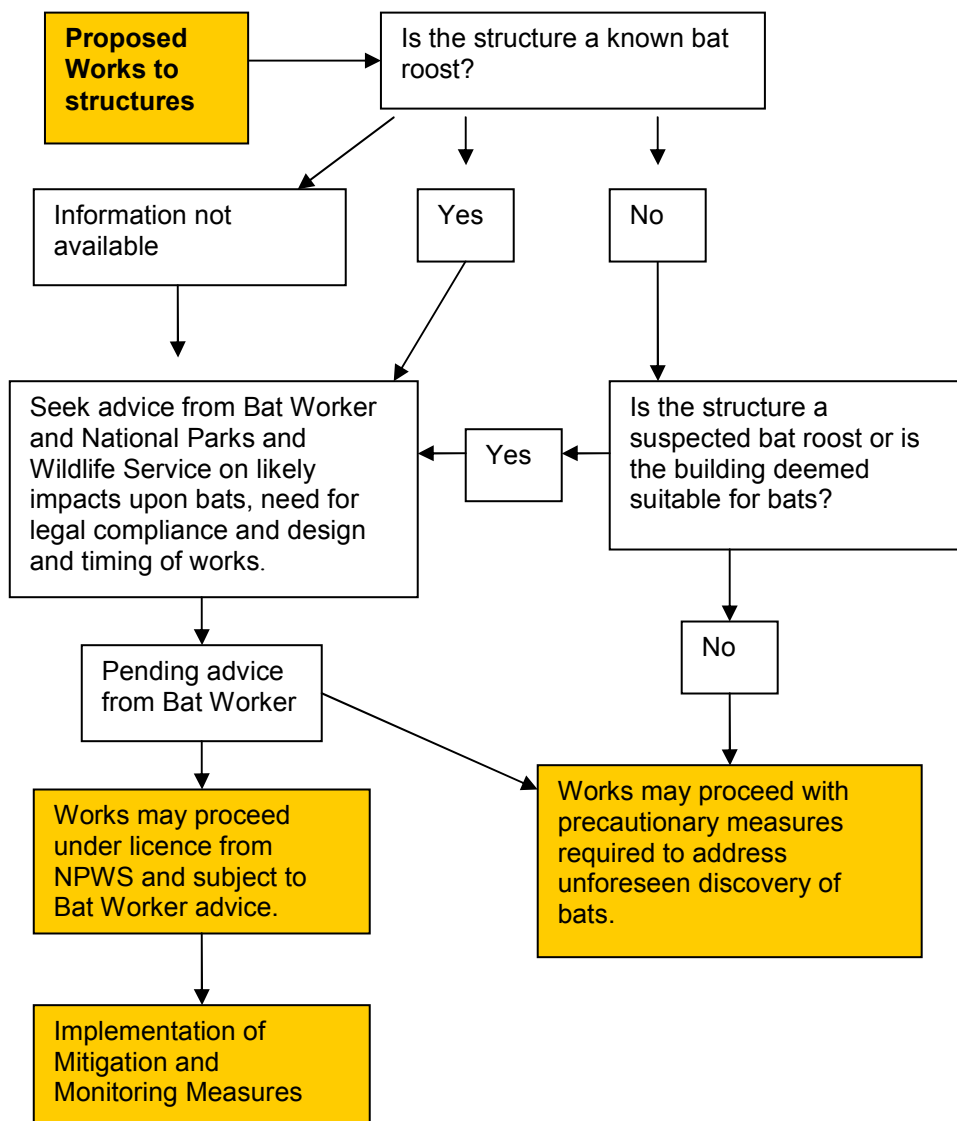 Proposed
Works to
structures
Is the structure a known bat
roost?
Information not
available
Yes
No
Seek advice from Bat Worker
and National Parks and
Wildlife Service on likely
impacts upon bats, need for
legal compliance and design
and timing of works.
Yes
Is the structure a
suspected bat roost or is
the building deemed
suitable for bats?
Pending advice
from Bat Worker
No
Works may proceed
under licence from
NPWS and subject to
Bat Worker advice.
Works may proceed with
precautionary measures
required to address
unforeseen discovery of
bats.
Implementation of
Mitigation and
Monitoring Measures